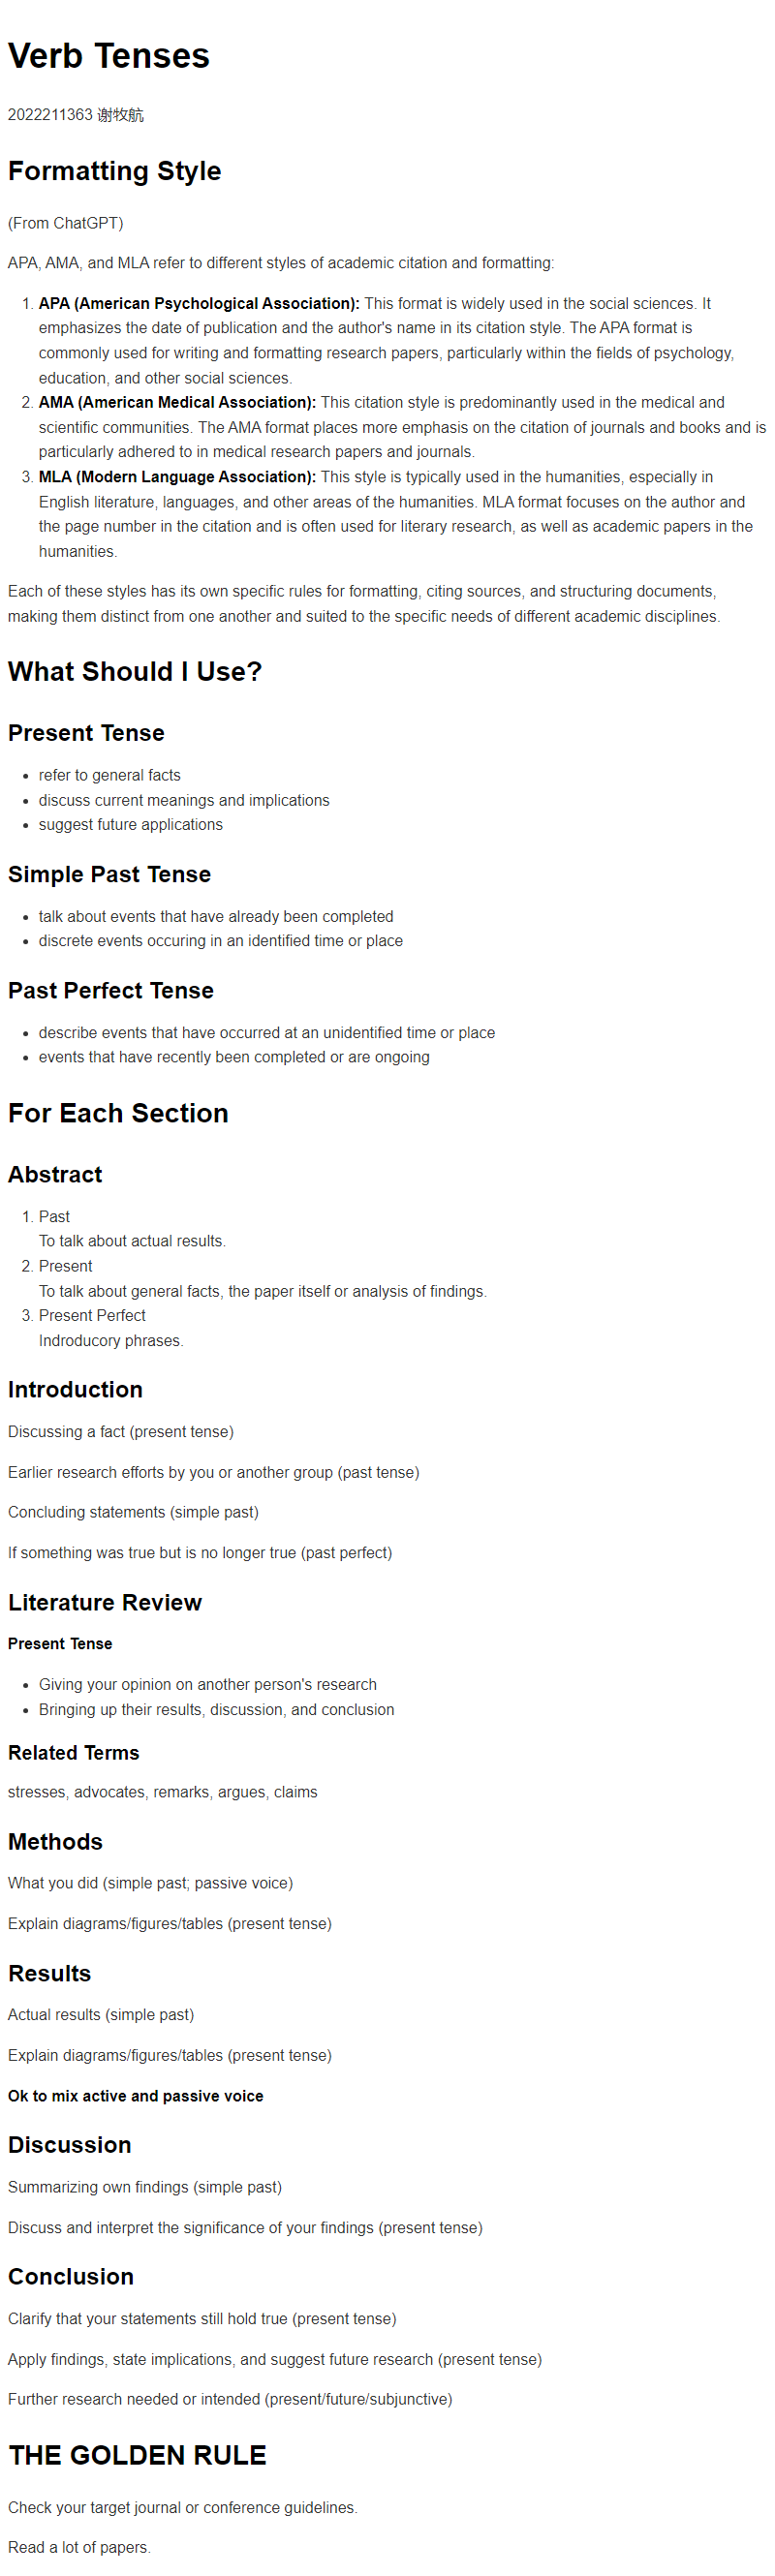 Verb Tenses
2022211363 谢牧航
Formatting Style
(From ChatGPT)
APA, AMA, and MLA refer to different styles of academic citation and formatting:
1. APA (American Psychological Association): This format is widely used in the social sciences. It
emphasizes the date of publication and the author's name in its citation style. The APA format is
commonly used for writing and formatting research papers, particularly within the fields of psychology,
education, and other social sciences.
2. AMA (American Medical Association): This citation style is predominantly used in the medical and
scientific communities. The AMA format places more emphasis on the citation of journals and books and is
particularly adhered to in medical research papers and journals.
3. MLA (Modern Language Association): This style is typically used in the humanities, especially in
English literature, languages, and other areas of the humanities. MLA format focuses on the author and
the page number in the citation and is often used for literary research, as well as academic papers in the
humanities.
Each of these styles has its own specific rules for formatting, citing sources, and structuring documents,
making them distinct from one another and suited to the specific needs of different academic disciplines.
What Should I Use?
Present Tense
• refer to general facts
• discuss current meanings and implications
• suggest future applications
Simple Past Tense
• talk about events that have already been completed
• discrete events occuring in an identified time or place
Past Perfect Tense
• describe events that have occurred at an unidentified time or place
• events that have recently been completed or are ongoing
For Each Section
Abstract
1. Past
To talk about actual results.
2. Present
To talk about general facts, the paper itself or analysis of findings.
3. Present Perfect
Indroducory phrases.
Introduction
Discussing a fact (present tense)
Earlier research efforts by you or another group (past tense)
Concluding statements (simple past)
If something was true but is no longer true (past perfect)
Literature Review
Present Tense
• Giving your opinion on another person's research
• Bringing up their results, discussion, and conclusion
Related Terms
stresses, advocates, remarks, argues, claims
Methods
What you did (simple past; passive voice)
Explain diagrams/figures/tables (present tense)
Results
Actual results (simple past)
Explain diagrams/figures/tables (present tense)
Ok to mix active and passive voice
Discussion
Summarizing own findings (simple past)
Discuss and interpret the significance of your findings (present tense)
Conclusion
Clarify that your statements still hold true (present tense)
Apply findings, state implications, and suggest future research (present tense)
Further research needed or intended (present/future/subjunctive)
THE GOLDEN RULE
Check your target journal or conference guidelines.
Read a lot of papers.